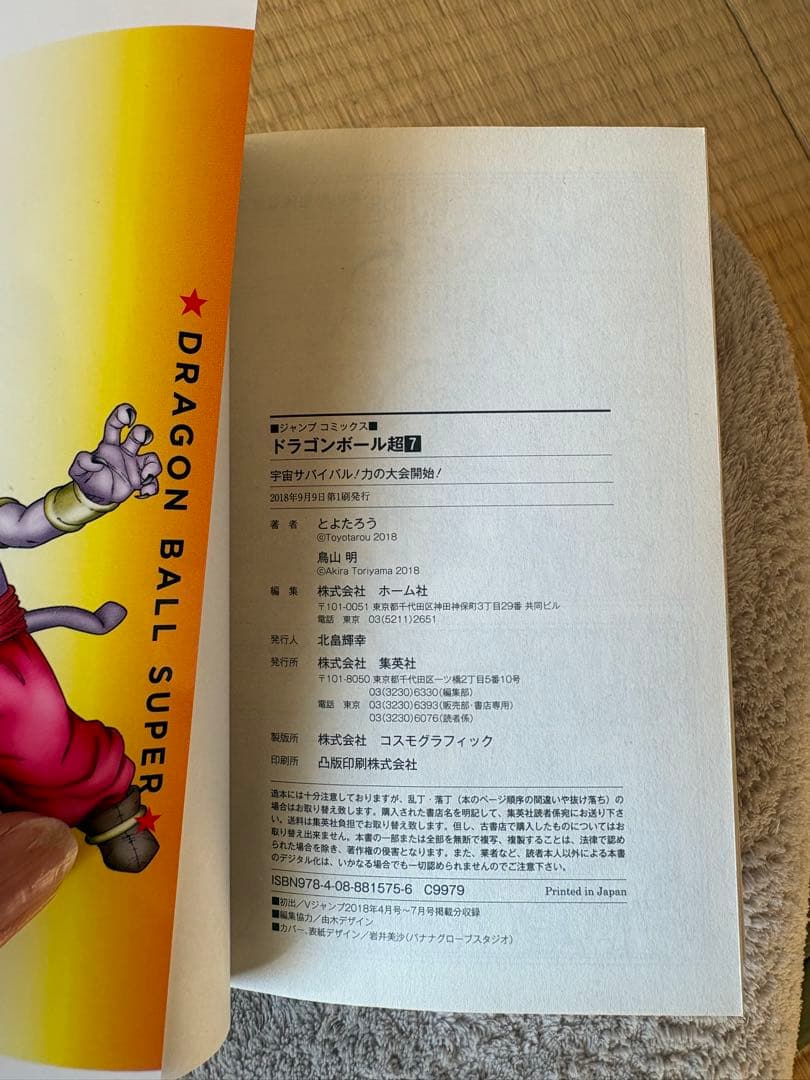 ★DRAGON BALL SUPER★
■ジャンプ コミックス■
ドラゴンボール超7
宇宙サバイバル!力の大会開始!
2018年9月9日第1刷発行
著 者 とよたろう
©Toyotarou 2018
鳥山 明
©Akira Toriyama 2018
編 集 株式会社 ホーム社
〒101-0051 東京都千代田区神田神保町3丁目29番 共同ビル
電話 東京 03(5211)2651
発行人 北畠輝幸
発行所 株式会社 集英社
〒101-8050 東京都千代田区一ツ橋2丁目5番10号
03(3230)6330(編集部)
電話 東京 03(3230)6393(販売部・書店専用)
03(3230)6076(読者係)
製版所 株式会社 コスモグラフィック
印刷所 凸版印刷株式会社
造本には十分注意しておりますが、乱丁・落丁(本のページ順序の間違いや抜け落ち)の
場合はお取り替え致します。購入された書店名を明記して、集英社読者係宛にお送り下さ
い。送料は集英社負担でお取り替え致します。但し、古書店で購入したものについてはお
取り替え出来ません。本書の一部または全部を無断で複写、複製することは、法律で認め
られた場合を除き、著作権の侵害となります。また、業者など、読者本人以外による本書
のデジタル化は、いかなる場合でも一切認められませんのでご注意下さい。
ISBN978-4-08-881575-6 C9979 Printed in Japan
■初出/Vジャンプ2018年4月号〜7月号掲載分収録
■編集協力/由木デザイン
■カバー、表紙デザイン/岩井美沙(バナナグローブスタジオ)